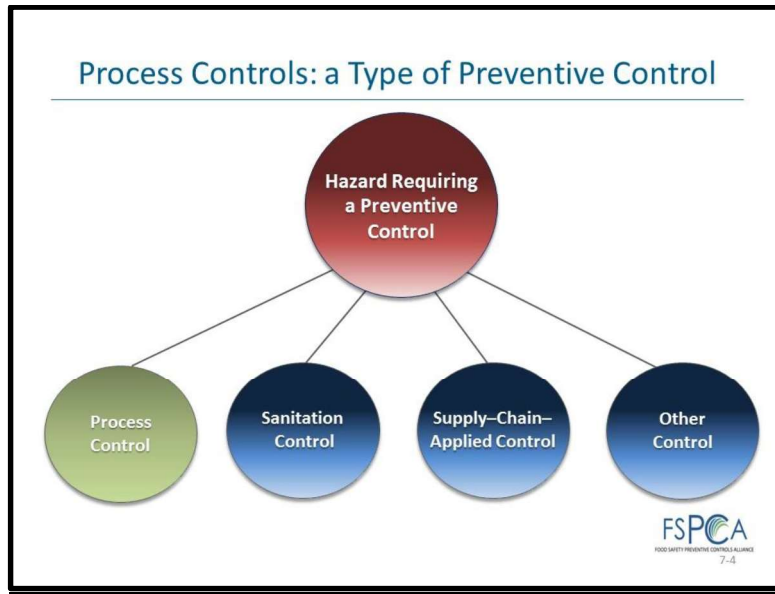 Process Controls: a Type of Preventive Control
Hazard Requiring
a Preventive
Control
Process
Control
Sanitation
Control
Supply–Chain–
Applied Control
Other
Control
FSPCA
FOOD SAFETY PREVENTIVE CONTROLS ALLIANCE
7-4